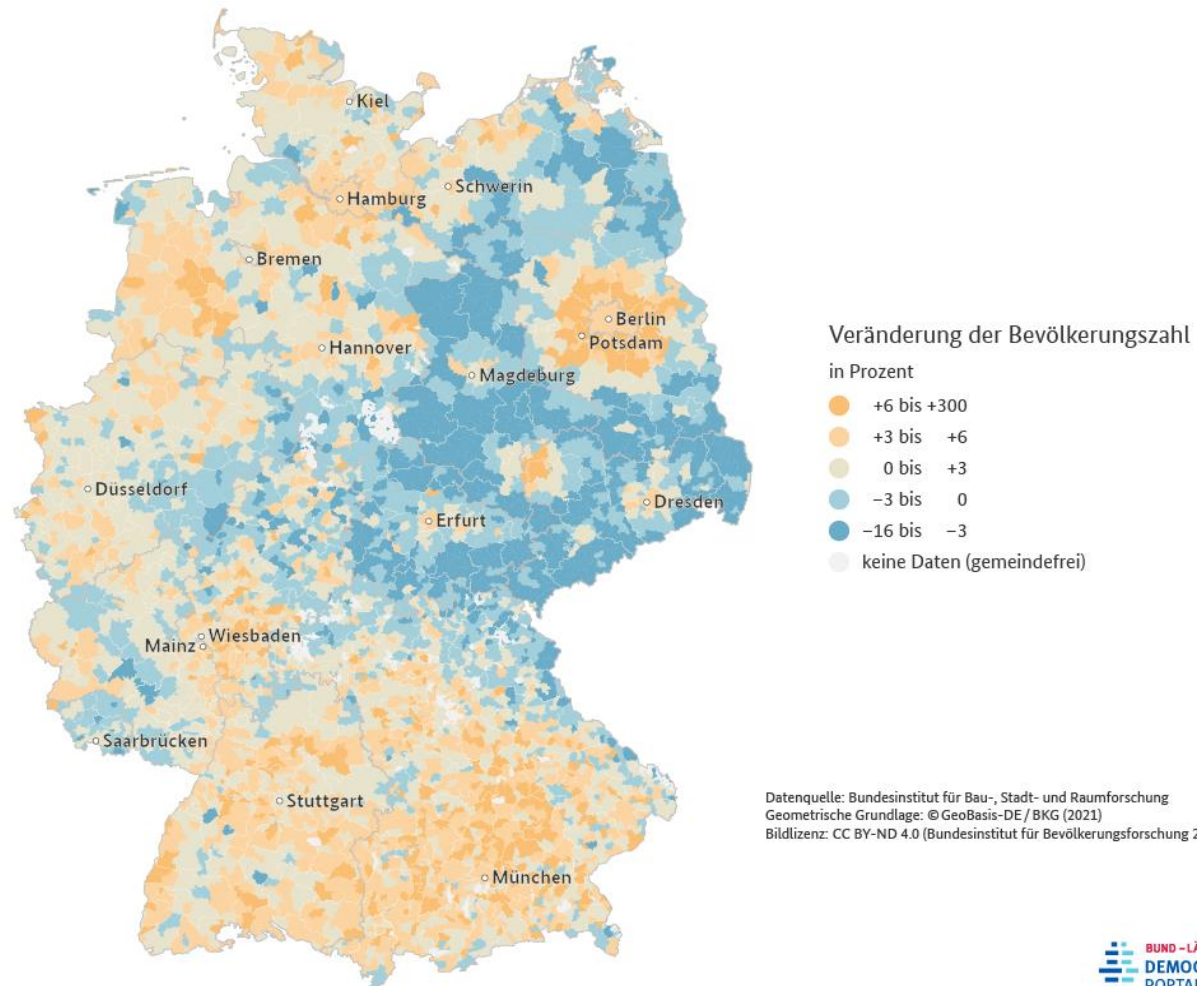 Kiel
Schwerin
Hamburg
Bremen
Berlin
Potsdam
Hannover
Magdeburg
Düsseldorf
Dresden
Erfurt
Wiesbaden
Mainz
Saarbrücken
Stuttgart
München
Veränderung der Bevölkerungszahl
in Prozent
+6 bis +300
+3 bis +6
0 bis +3
−3 bis 0
−16 bis −3
keine Daten (gemeindefrei)
Datenquelle: Bundesinstitut für Bau-, Stadt- und Raumforschung
Geometrische Grundlage: © GeoBasis-DE / BKG (2021)
Bildlizenz: CC BY-ND 4.0 (Bundesinstitut für Bevölkerungsforschung 2
BUND-LÄ
DEMOG